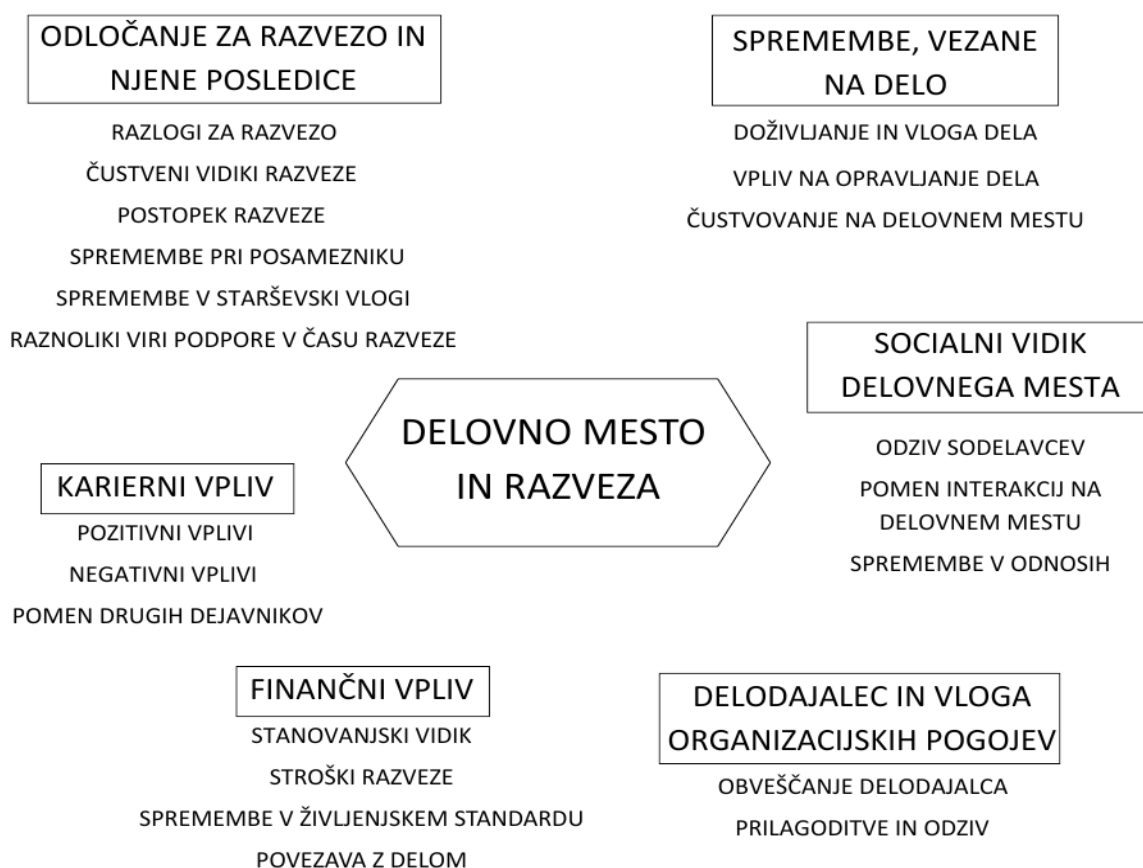 ODLOČANJE ZA RAZVEZO IN
NJENE POSLEDICE
RAZLOGI ZA RAZVEZO
ČUSTVENI VIDIKI RAZVEZE
POSTOPEK RAZVEZE
SPREMEMBE PRI POSAMEZNIKU
SPREMEMBE V STARŠEVSKI VLOGI
RAZNOLIKI VIRI PODPORE V ČASU RAZVEZE
SPREMEMBE, VEZANE
NA DELO
DOŽIVLJANJE IN VLOGA DELA
VPLIV NA OPRAVLJANJE DELA
ČUSTVOVANJE NA DELOVNEM MESTU
SOCIALNI VIDIK
DELOVNEGA MESTA
ODZIV SODELAVCEV
POMEN INTERAKCIJ NA
DELOVNEM MESTU
SPREMEMBE V ODNOSIH
DELOVNO MESTO
IN RAZVEZA
KARIERNI VPLIV
POZITIVNI VPLIVI
NEGATIVNI VPLIVI
POMEN DRUGIH DEJAVNIKOV
FINANČNI VPLIV
STANOVANJSKI VIDIK
STROŠKI RAZVEZE
SPREMEMBE V ŽIVLJENJSKEM STANDARDU
POVEZAVA Z DELOM
DELODAJALEC IN VLOGA
ORGANIZACIJSKIH POGOJEV
OBVEŠČANJE DELODAJALCA
PRILAGODITVE IN ODZIV